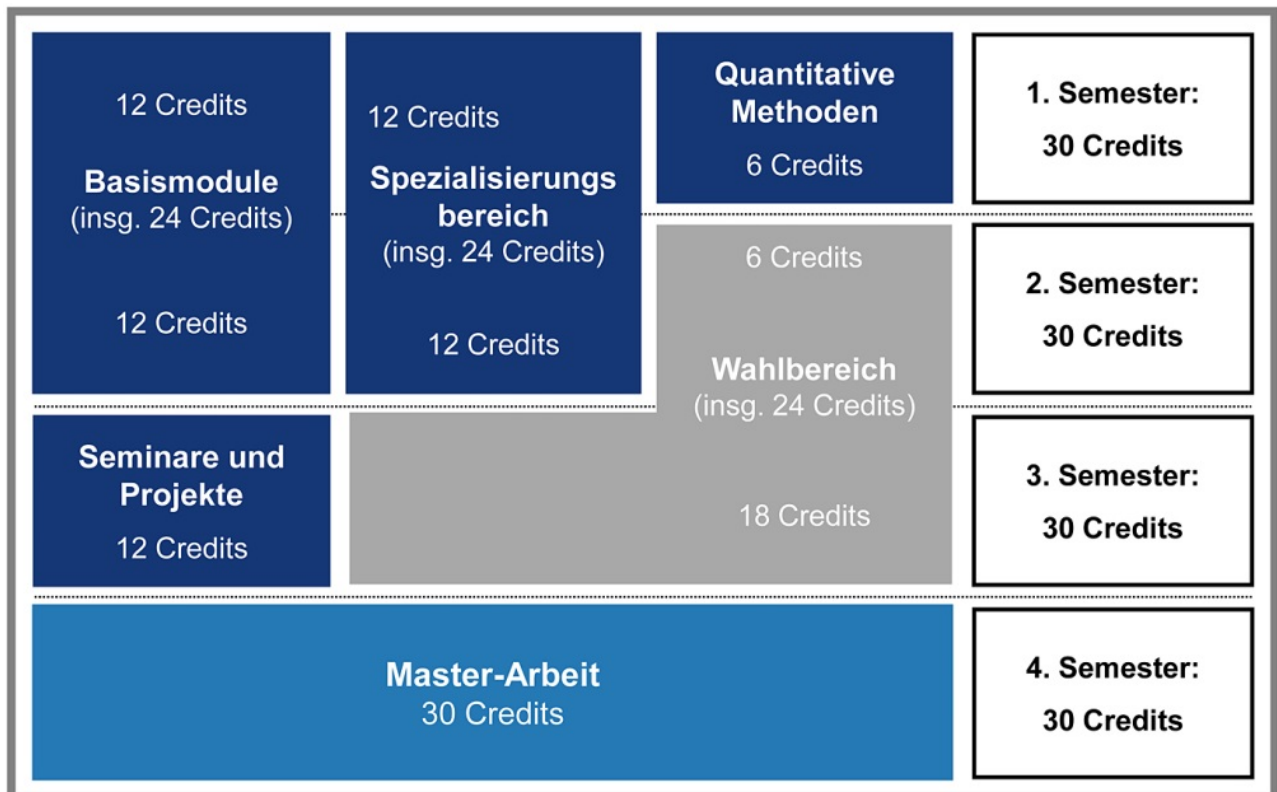 12 Credits
Basismodule
(insg. 24 Credits)
12 Credits
12 Credits
Spezialisierungs
bereich
(insg. 24 Credits)
12 Credits
Quantitative
Methoden
6 Credits
1. Semester:
30 Credits
6 Credits
Wahlbereich
(insg. 24 Credits)
18 Credits
2. Semester:
30 Credits
Seminare und
Projekte
12 Credits
3. Semester:
30 Credits
Master-Arbeit
30 Credits
4. Semester:
30 Credits